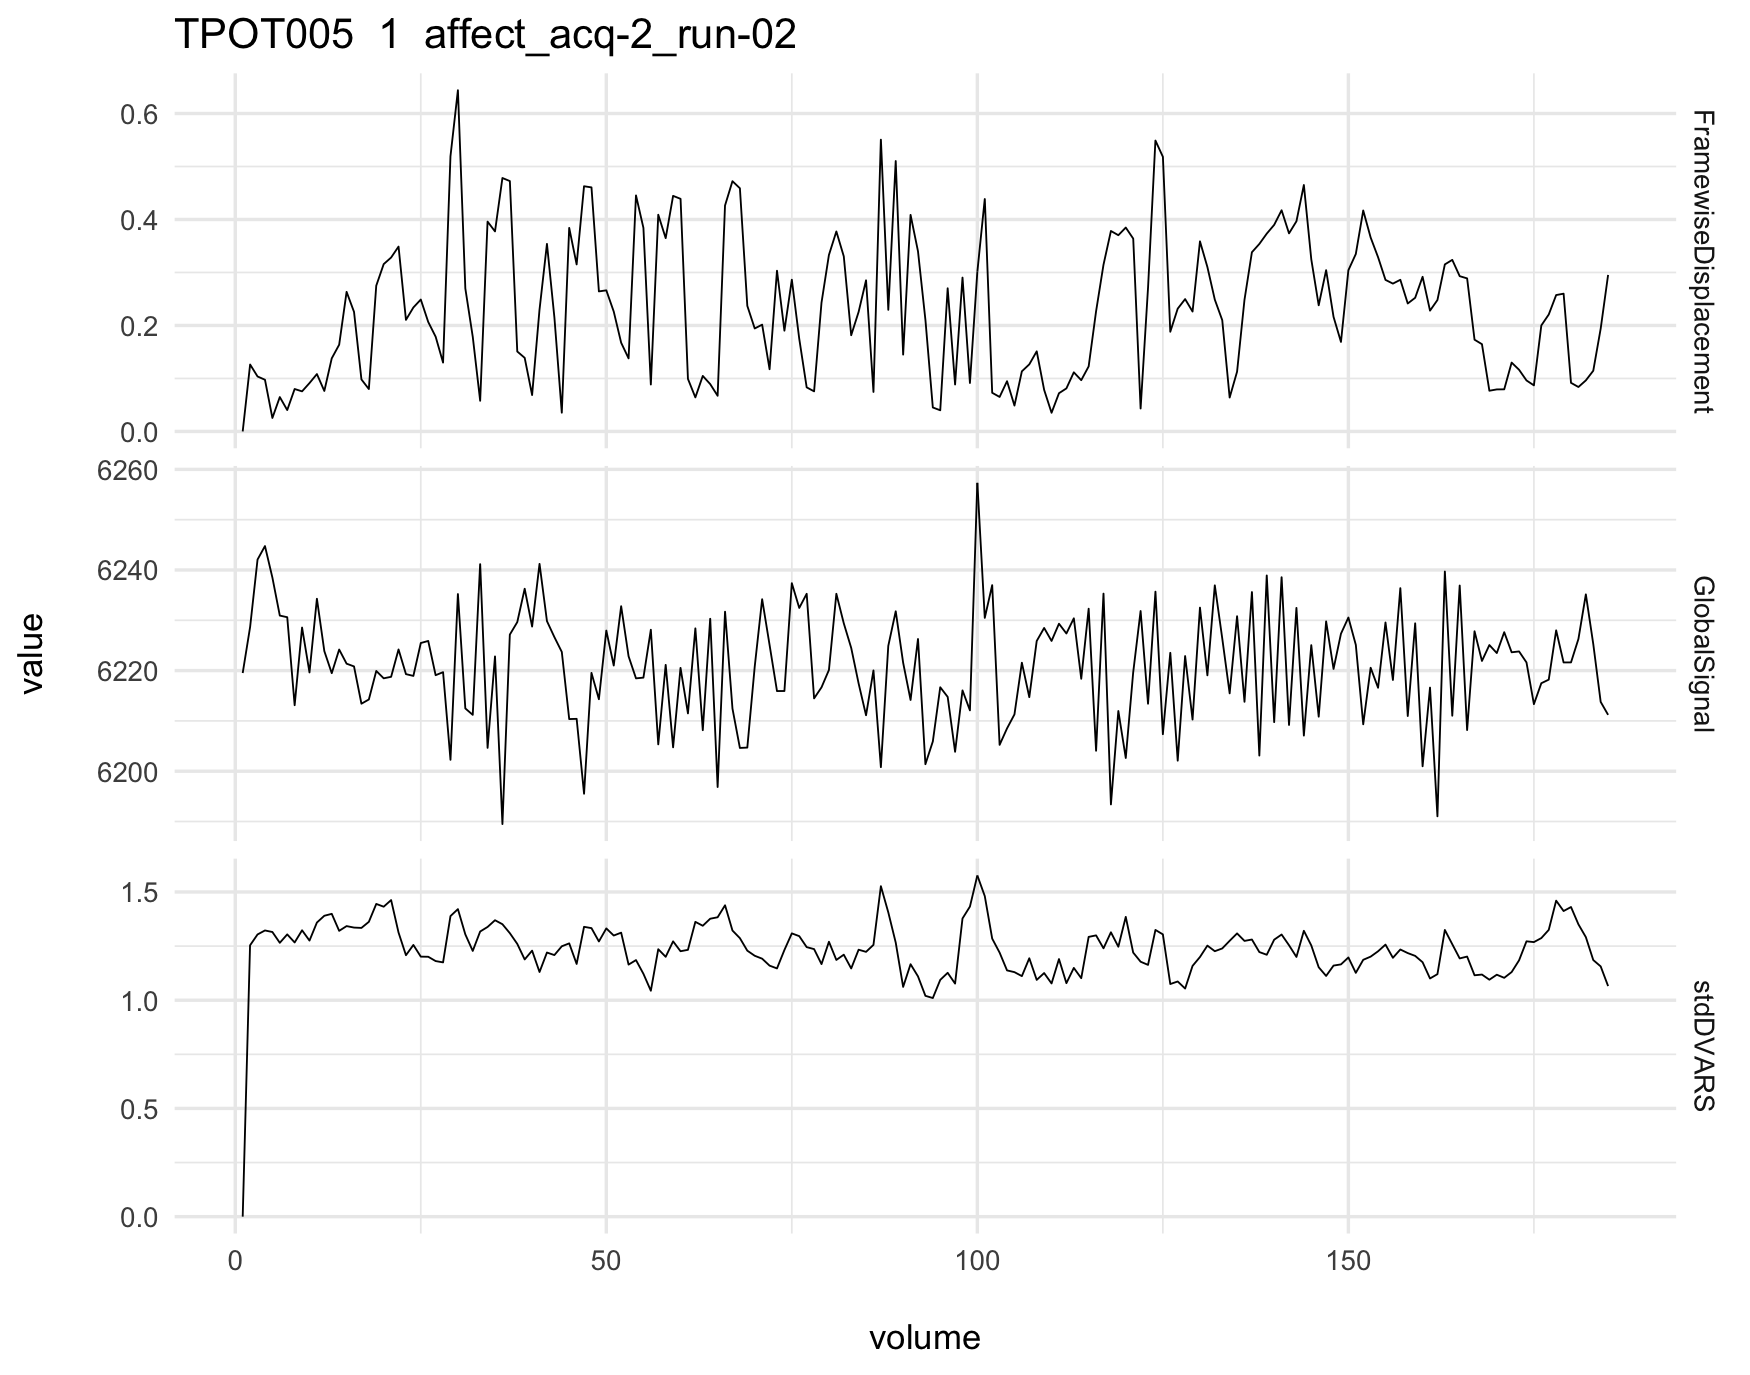 TPOT005  1  affect_acq-2_run-02
0.6
0.4
0.2
0.0
FramewiseDisplacement
6260
6240
6220
6200
GlobalSignal
value
1.5
1.0
0.5
0.0
stdDVARS
0 50 100 150
volume